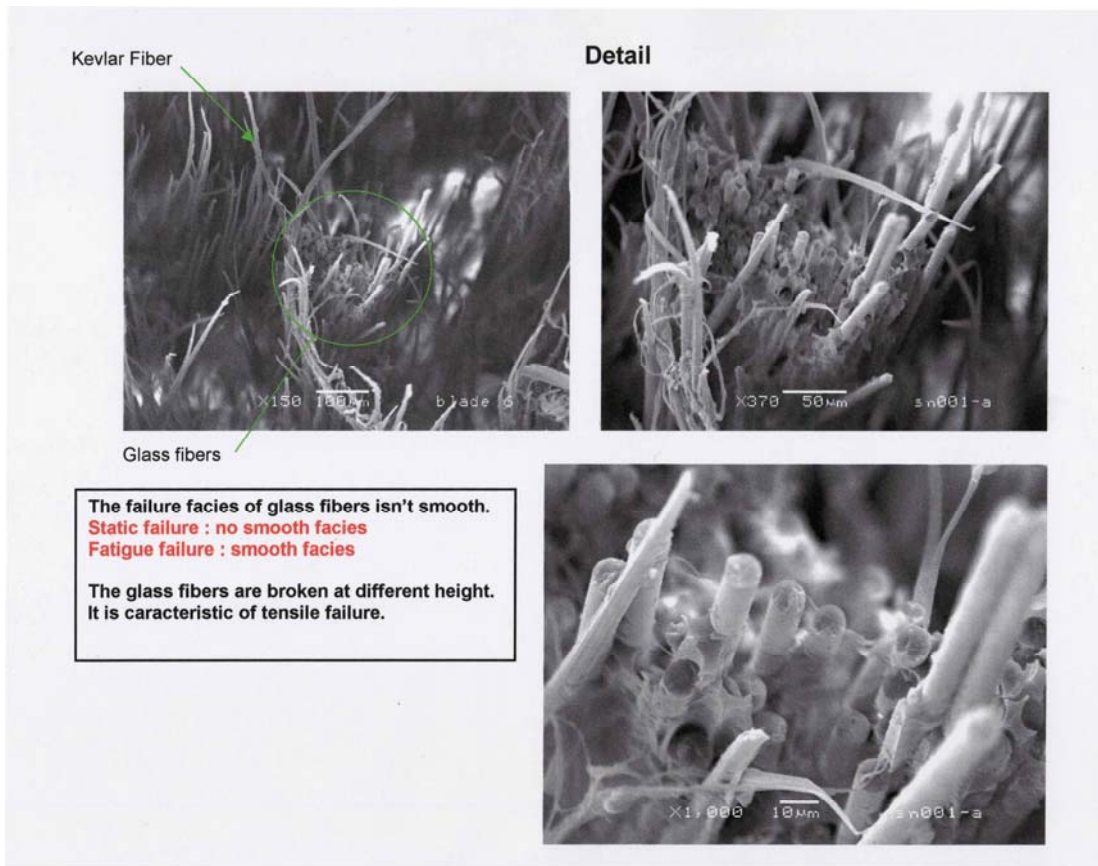 Kevlar Fiber
Detail
X150 100μm blade 6
X370 50μm sn001-a
Glass fibers
The failure facies of glass fibers isn't smooth.
Static failure : no smooth facies
Fatigue failure : smooth facies
The glass fibers are broken at different height.
It is caracteristic of tensile failure.
X1,000 10μm sn001-a